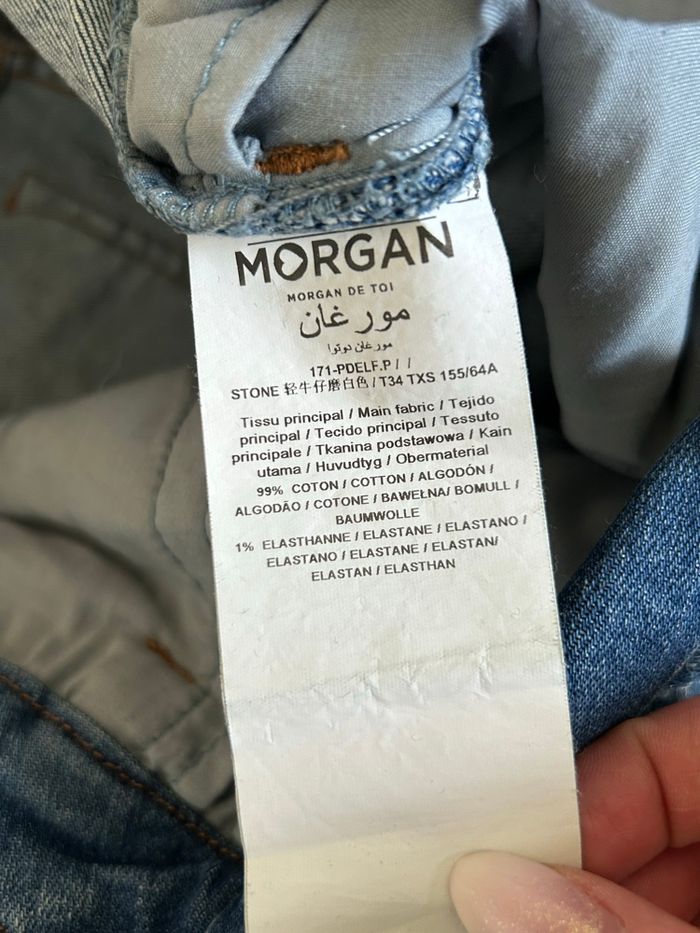 MORGAN
MORGAN DE TOI
مورغان
مورغان دوتوا
171-PDELF.P / /
STONE 轻牛仔磨白色 / T34 TXS 155/64A
Tissu principal / Main fabric / Tejido
principal / Tecido principal / Tessuto
principale / Tkanina podstawowa / Kain
utama / Huvudtyg / Obermaterial
99% COTON / COTTON / ALGODÓN /
ALGODÃO / COTONE / BAWEŁNA/ BOMULL /
BAUMWOLLE
1% ELASTHANNE / ELASTANE / ELASTANO /
ELASTANO / ELASTANE / ELASTAN/
ELASTAN / ELASTHAN